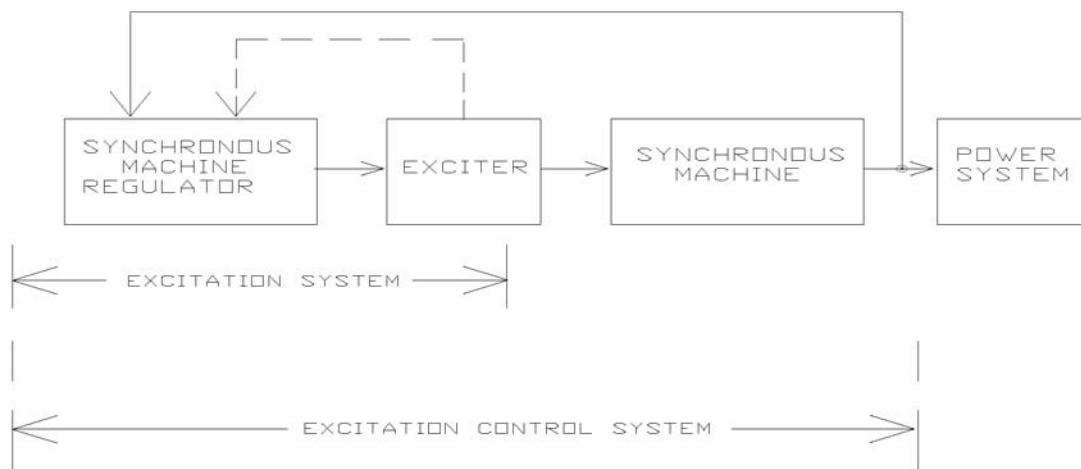 SYNCHRONOUS
MACHINE
REGULATOR
EXCITER
SYNCHRONOUS
MACHINE
POWER
SYSTEM
EXCITATION SYSTEM
EXCITATION CONTROL SYSTEM